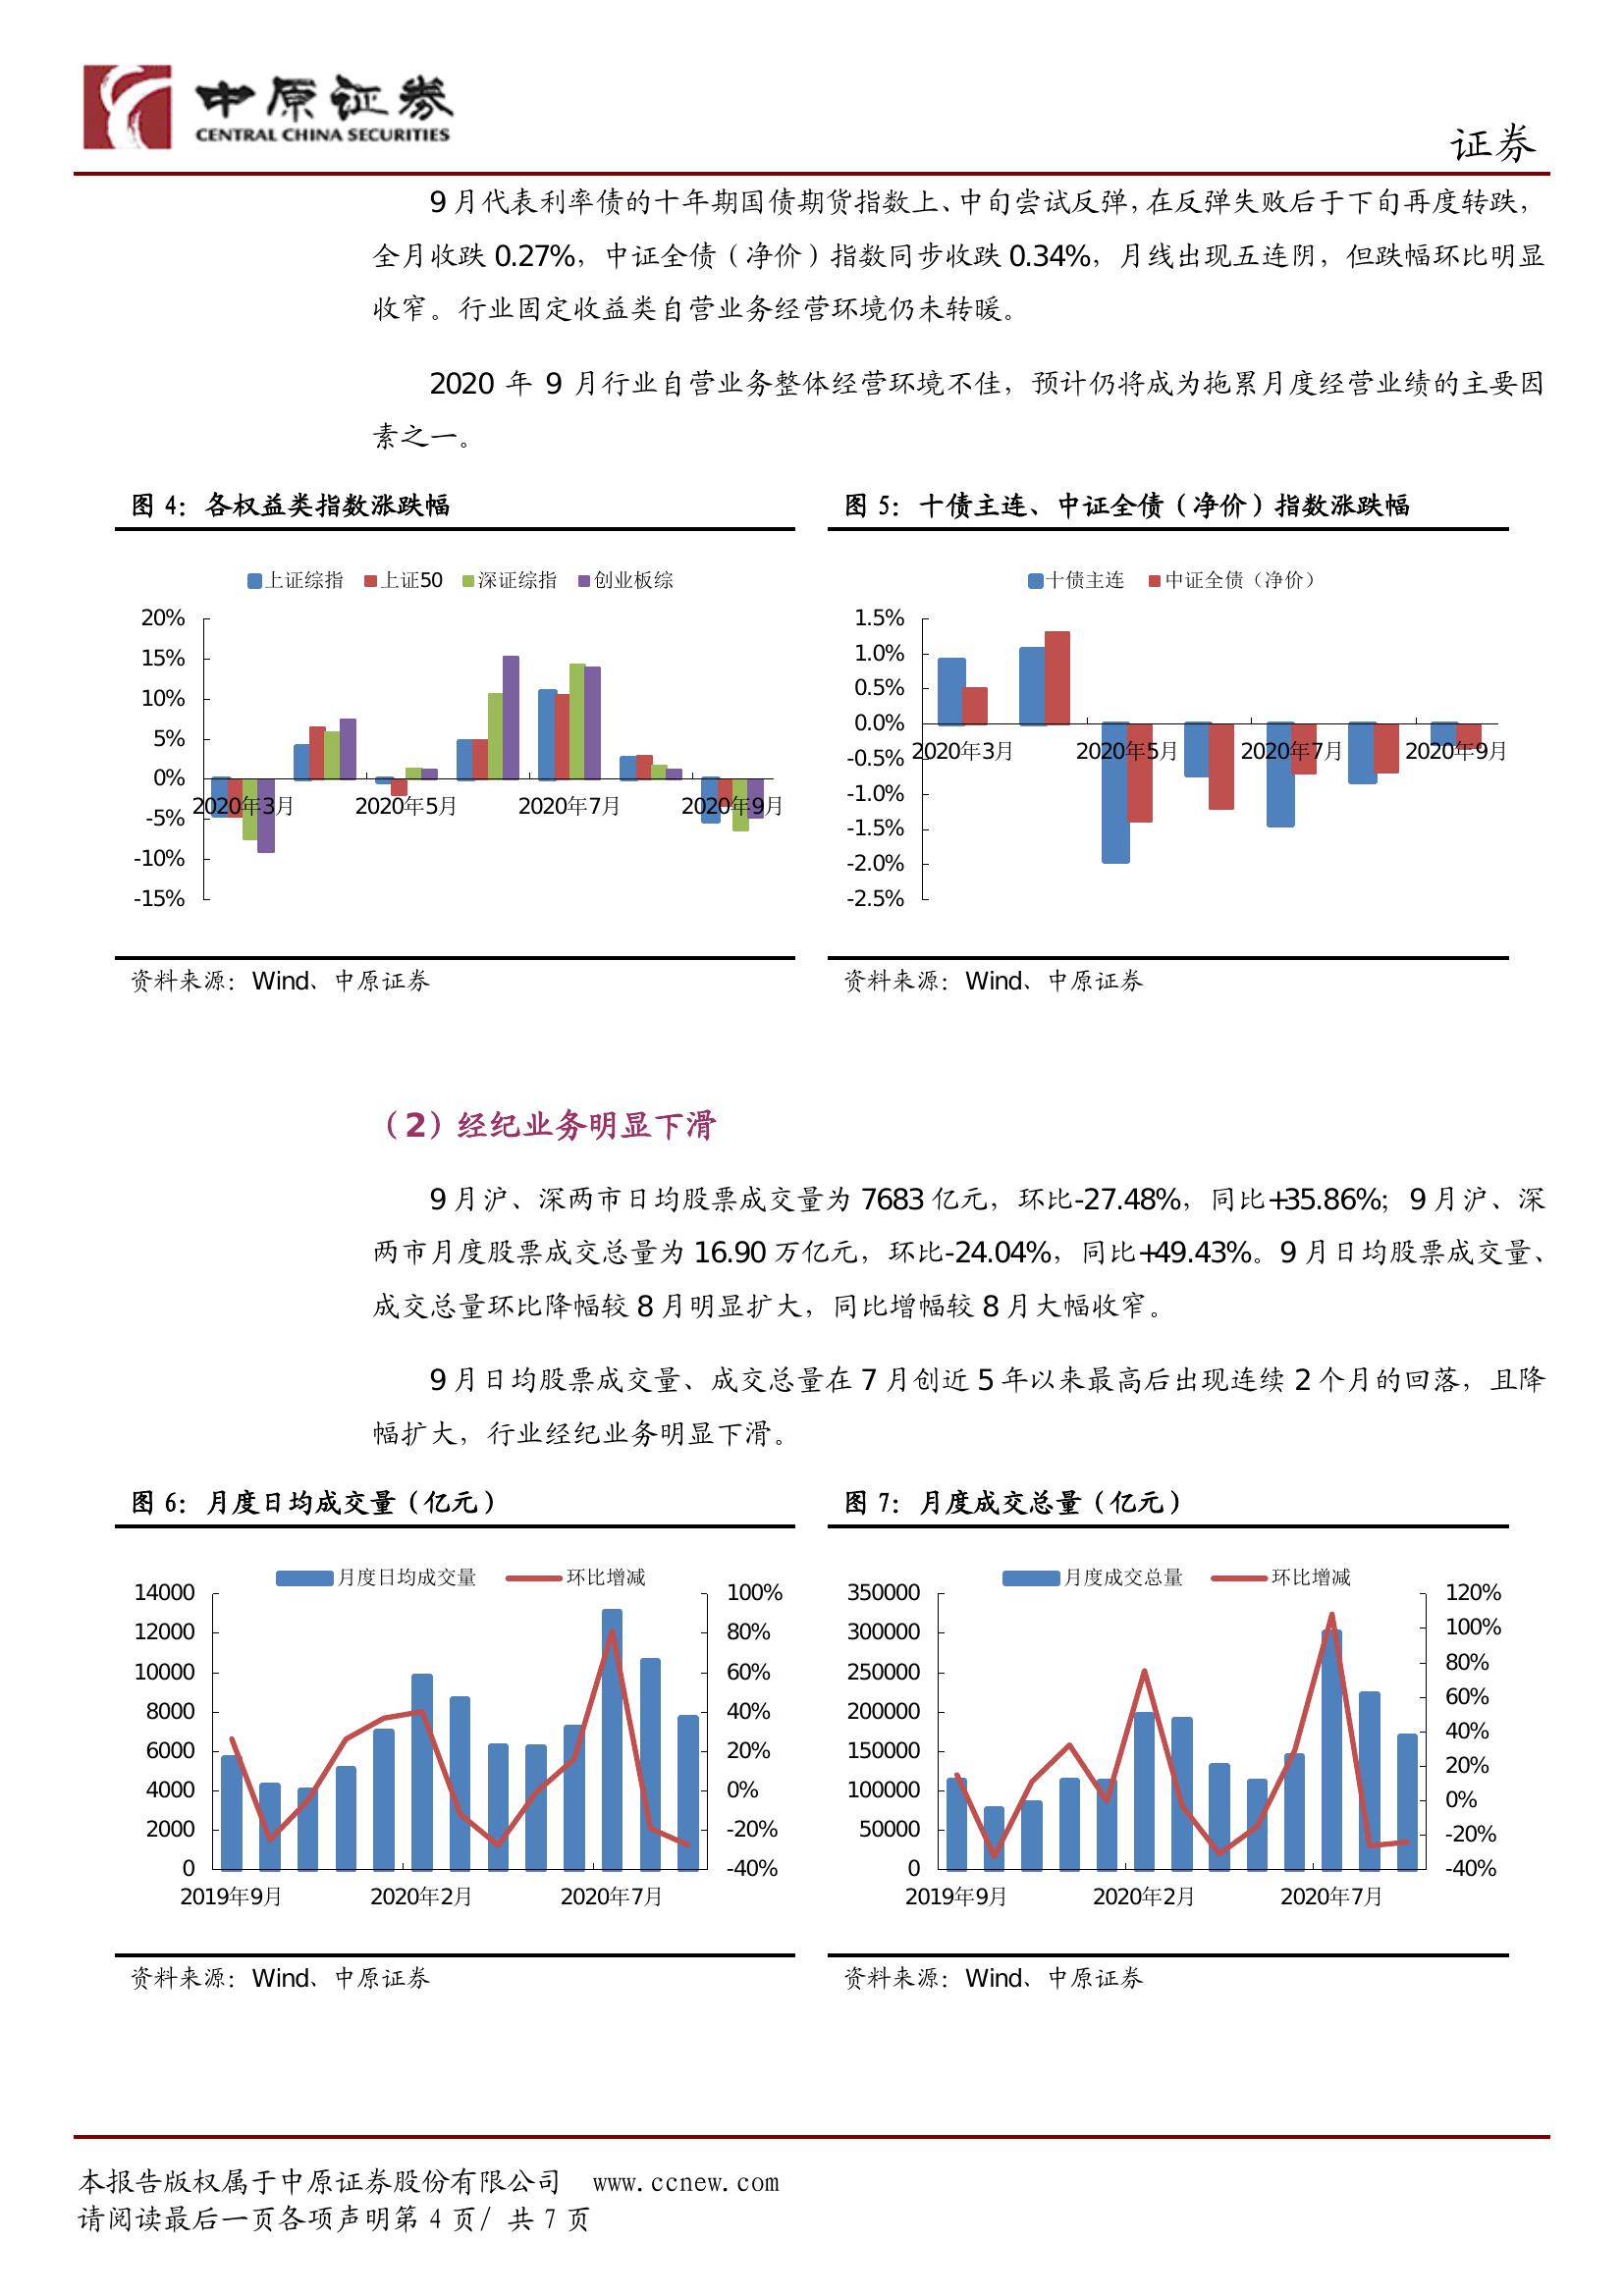 中原证券
CENTRAL CHINA SECURITIES
证券
9月代表利率债的十年期国债期货指数上、中旬尝试反弹，在反弹失败后于下旬再度转跌，
全月收跌 0.27%，中证全债（净价）指数同步收跌 0.34%，月线出现五连阴，但跌幅环比明显
收窄。行业固定收益类自营业务经营环境仍未转暖。
2020 年 9 月行业自营业务整体经营环境不佳，预计仍将成为拖累月度经营业绩的主要因
素之一。
图 4：各权益类指数涨跌幅
上证综指 上证50 深证综指 创业板综
20%
15%
10%
5%
0%
-5%
-10%
-15%
2020年3月 2020年5月 2020年7月 2020年9月
资料来源：Wind、中原证券
图 5：十债主连、中证全债（净价）指数涨跌幅
十债主连 中证全债（净价）
1.5%
1.0%
0.5%
0.0%
-0.5%
-1.0%
-1.5%
-2.0%
-2.5%
2020年3月 2020年5月 2020年7月 2020年9月
资料来源：Wind、中原证券
（2）经纪业务明显下滑
9 月沪、深两市日均股票成交量为 7683 亿元，环比-27.48%，同比+35.86%；9 月沪、深
两市月度股票成交总量为 16.90 万亿元，环比-24.04%，同比+49.43%。9 月日均股票成交量、
成交总量环比降幅较 8 月明显扩大，同比增幅较 8 月大幅收窄。
9 月日均股票成交量、成交总量在 7 月创近 5 年以来最高后出现连续 2 个月的回落，且降
幅扩大，行业经纪业务明显下滑。
图 6：月度日均成交量（亿元）
月度日均成交量 环比增减
14000
12000
10000
8000
6000
4000
2000
0
100%
80%
60%
40%
20%
0%
-20%
-40%
2019年9月 2020年2月 2020年7月
资料来源：Wind、中原证券
图 7：月度成交总量（亿元）
月度成交总量 环比增减
350000
300000
250000
200000
150000
100000
50000
0
120%
100%
80%
60%
40%
20%
0%
-20%
-40%
2019年9月 2020年2月 2020年7月
资料来源：Wind、中原证券
本报告版权属于中原证券股份有限公司 www.ccnew.com
请阅读最后一页各项声明第 4 页/ 共 7 页